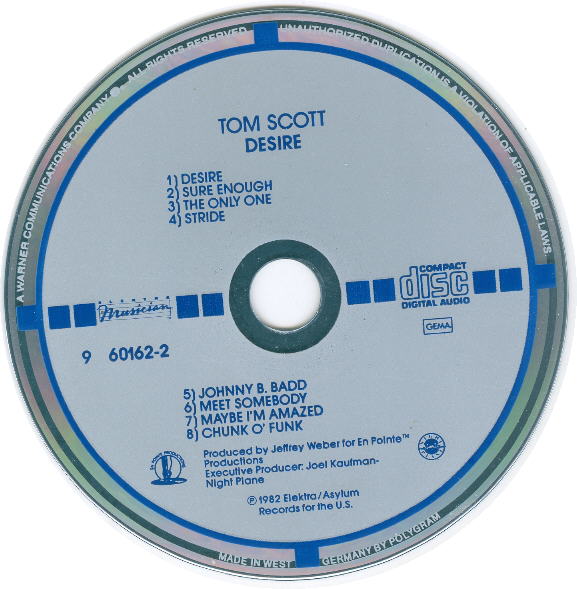 A WARNER COMMUNICATIONS COMPANY
ALL RIGHTS RESERVED
UNAUTHORIZED DUPLICATION IS A VIOLATION OF APPLICABLE LAWS
TOM SCOTT
DESIRE
1) DESIRE
2) SURE ENOUGH
3) THE ONLY ONE
4) STRIDE
ELEKTRA
Musician
COMPACT
disc
DIGITAL AUDIO
GEMA
9 60162-2
5) JOHNNY B. BADD
6) MEET SOMEBODY
7) MAYBE I'M AMAZED
8) CHUNK O' FUNK
Produced by Jeffrey Weber for En Pointe™
Productions
Executive Producer: Joel Kaufman-
Night Plane
℗ 1982 Elektra/Asylum
Records for the U.S.
MADE IN WEST GERMANY BY POLYGRAM